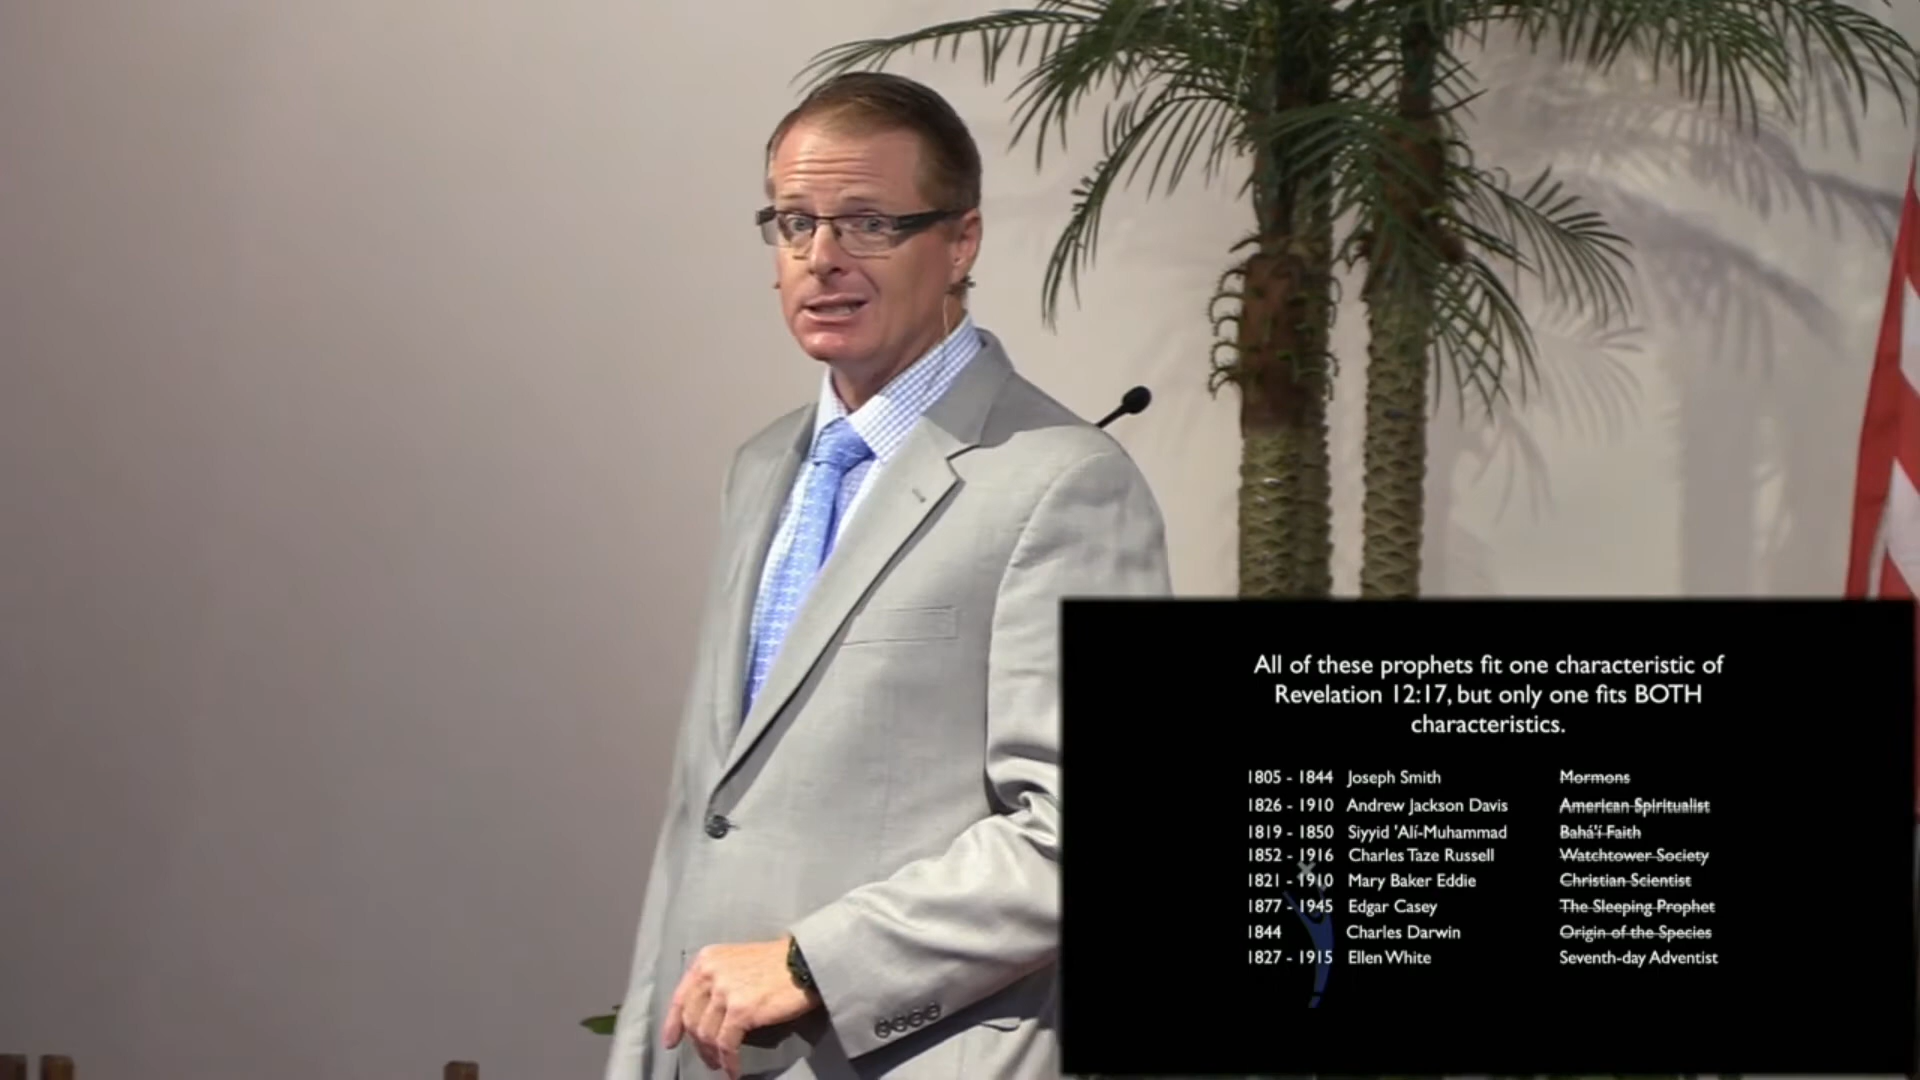 All of these prophets fit one characteristic of
Revelation 12:17, but only one fits BOTH
characteristics.
1805 - 1844 Joseph Smith Mormons
1826 - 1910 Andrew Jackson Davis American Spiritualist
1819 - 1850 Siyyid 'Alí-Muhammad Bahá'í Faith
1852 - 1916 Charles Taze Russell Watchtower Society
1821 - 1910 Mary Baker Eddie Christian Scientist
1877 - 1945 Edgar Casey The Sleeping Prophet
1844 Charles Darwin Origin of the Species
1827 - 1915 Ellen White Seventh-day Adventist